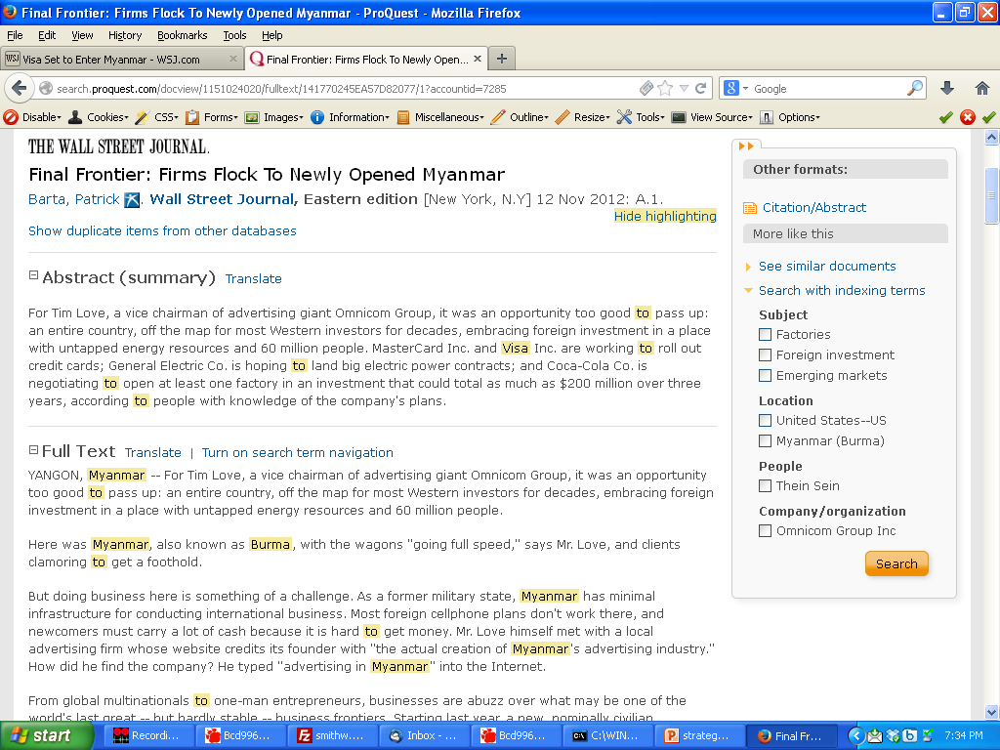 Final Frontier: Firms Flock To Newly Opened Myanmar - ProQuest - Mozilla Firefox
File Edit View History Bookmarks Tools Help
WSJ Visa Set to Enter Myanmar - WSJ.com
Final Frontier: Firms Flock To Newly Open...
search.proquest.com/docview/1151024020/fulltext/141770245EA57D82077/1?accountid=7285
Google
Disable Cookies CSS Forms Images Information Miscellaneous Outline Resize Tools View Source Options
THE WALL STREET JOURNAL.
Final Frontier: Firms Flock To Newly Opened Myanmar
Barta, Patrick. Wall Street Journal, Eastern edition [New York, N.Y] 12 Nov 2012: A.1.
Hide highlighting
Show duplicate items from other databases
Abstract (summary) Translate
For Tim Love, a vice chairman of advertising giant Omnicom Group, it was an opportunity too good to pass up:
an entire country, off the map for most Western investors for decades, embracing foreign investment in a place
with untapped energy resources and 60 million people. MasterCard Inc. and Visa Inc. are working to roll out
credit cards; General Electric Co. is hoping to land big electric power contracts; and Coca-Cola Co. is
negotiating to open at least one factory in an investment that could total as much as $200 million over three
years, according to people with knowledge of the company's plans.
Full Text Translate | Turn on search term navigation
YANGON, Myanmar -- For Tim Love, a vice chairman of advertising giant Omnicom Group, it was an opportunity
too good to pass up: an entire country, off the map for most Western investors for decades, embracing foreign
investment in a place with untapped energy resources and 60 million people.
Here was Myanmar, also known as Burma, with the wagons "going full speed," says Mr. Love, and clients
clamoring to get a foothold.
But doing business here is something of a challenge. As a former military state, Myanmar has minimal
infrastructure for conducting international business. Most foreign cellphone plans don't work there, and
newcomers must carry a lot of cash because it is hard to get money. Mr. Love himself met with a local
advertising firm whose website credits its founder with "the actual creation of Myanmar's advertising industry."
How did he find the company? He typed "advertising in Myanmar" into the Internet.
From global multinationals to one-man entrepreneurs, businesses are abuzz over what may be one of the
world's last great -- but hardly stable -- business frontiers. Starting last year, a new, nominally civilian
Other formats:
Citation/Abstract
More like this
See similar documents
Search with indexing terms
Subject
Factories
Foreign investment
Emerging markets
Location
United States--US
Myanmar (Burma)
People
Thein Sein
Company/organization
Omnicom Group Inc
Search
start Recordi... Bcd996... smithw.... Inbox - ... Bcd996... C:\WIN... strateg... Final Fr... 7:34 PM